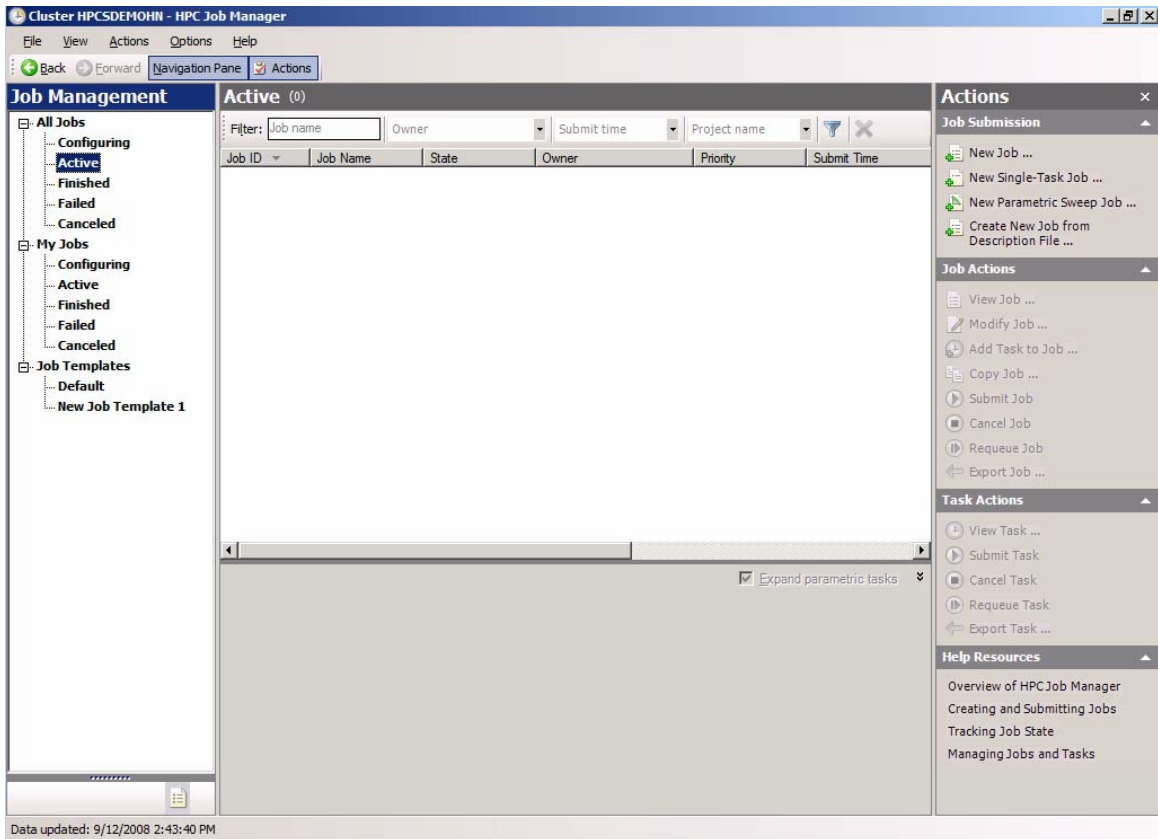 Cluster HPCSDEMOHN - HPC Job Manager
File View Actions Options Help
Back Forward Navigation Pane Actions
Job Management
All Jobs
Configuring
Active
Finished
Failed
Canceled
My Jobs
Configuring
Active
Finished
Failed
Canceled
Job Templates
Default
New Job Template 1
Active (0)
Filter: Job name Owner Submit time Project name
Job ID Job Name State Owner Priority Submit Time
Expand parametric tasks
Actions
Job Submission
New Job ...
New Single-Task Job ...
New Parametric Sweep Job ...
Create New Job from
Description File ...
Job Actions
View Job ...
Modify Job ...
Add Task to Job ...
Copy Job ...
Submit Job
Cancel Job
Requeue Job
Export Job ...
Task Actions
View Task ...
Submit Task
Cancel Task
Requeue Task
Export Task ...
Help Resources
Overview of HPC Job Manager
Creating and Submitting Jobs
Tracking Job State
Managing Jobs and Tasks
Data updated: 9/12/2008 2:43:40 PM